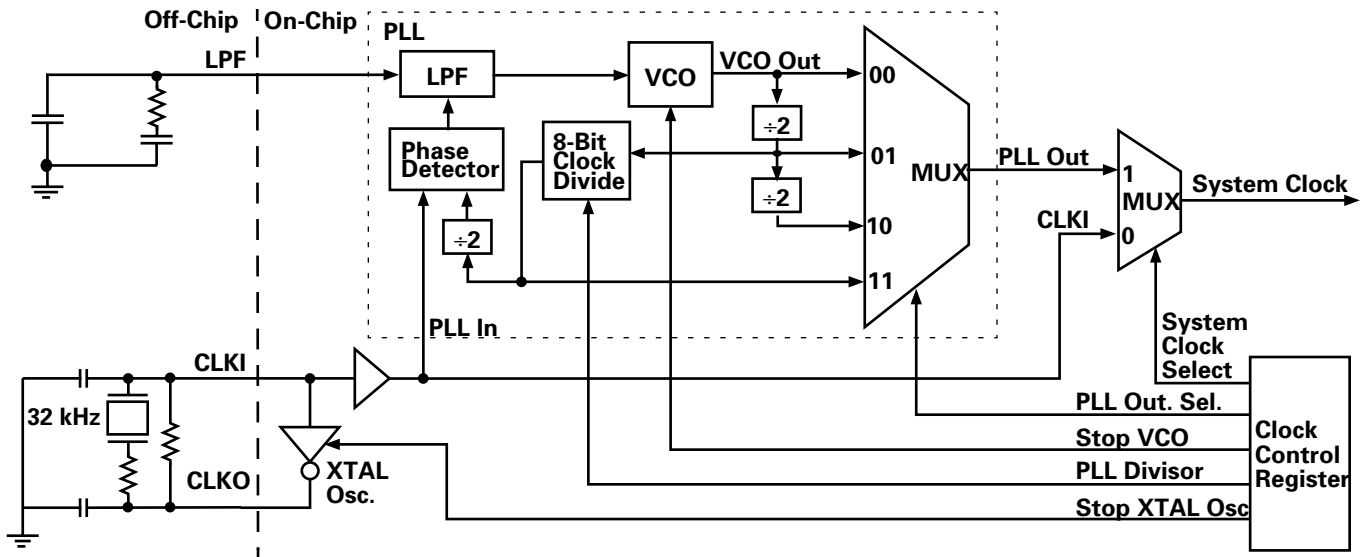 Off-Chip
On-Chip
PLL
LPF
LPF
VCO
VCO Out
00
÷2
Phase
Detector
8-Bit
Clock
Divide
01
MUX
PLL Out
1
MUX
System Clock
÷2
÷2
10
CLKI
0
11
PLL In
System
Clock
Select
CLKI
32 kHz
PLL Out. Sel.
Stop VCO
Clock
Control
Register
CLKO
XTAL
Osc.
PLL Divisor
Stop XTAL Osc